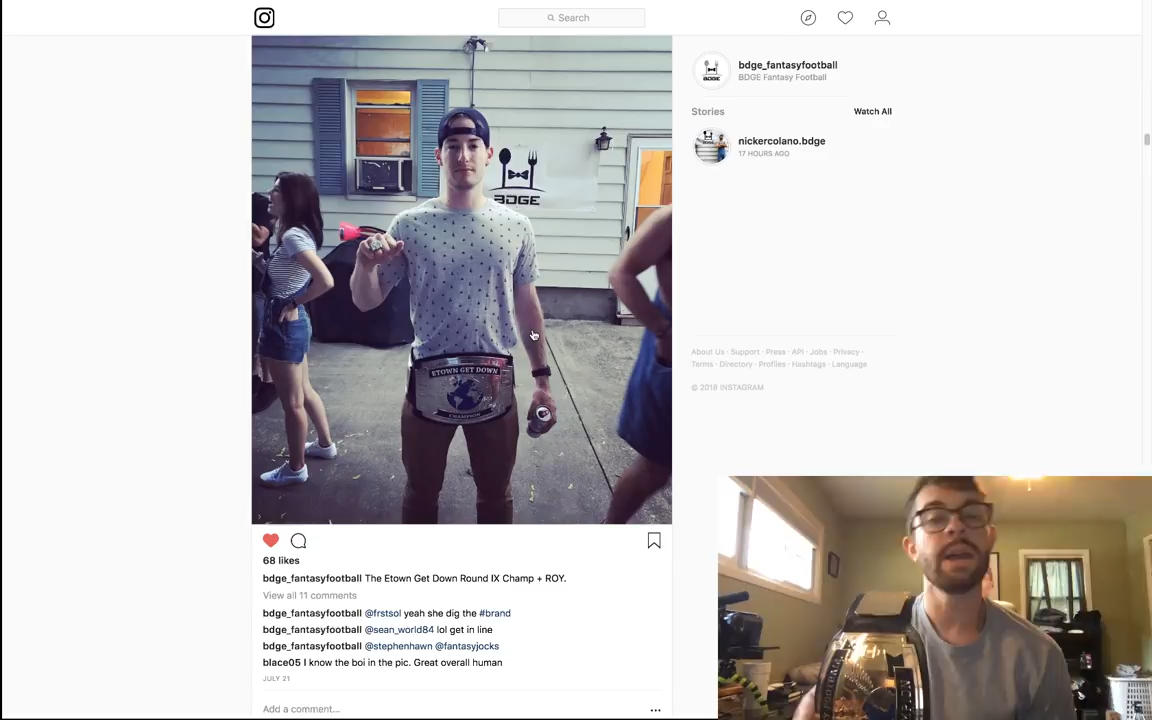 Search
bdge_fantasyfootball
BDGE Fantasy Football
Stories
Watch All
nickercolano.bdge
17 HOURS AGO
BDGE
ETOWN GET DOWN
CHAMPION
About Us · Support · Press · API · Jobs · Privacy ·
Terms · Directory · Profiles · Hashtags · Language
© 2018 INSTAGRAM
68 likes
bdge_fantasyfootball The Etown Get Down Round IX Champ + ROY.
View all 11 comments
bdge_fantasyfootball @frstsol yeah she dig the #brand
bdge_fantasyfootball @sean_world84 lol get in line
bdge_fantasyfootball @stephenhawn @fantasyjocks
blace05 I know the boi in the pic. Great overall human
JULY 21
Add a comment...